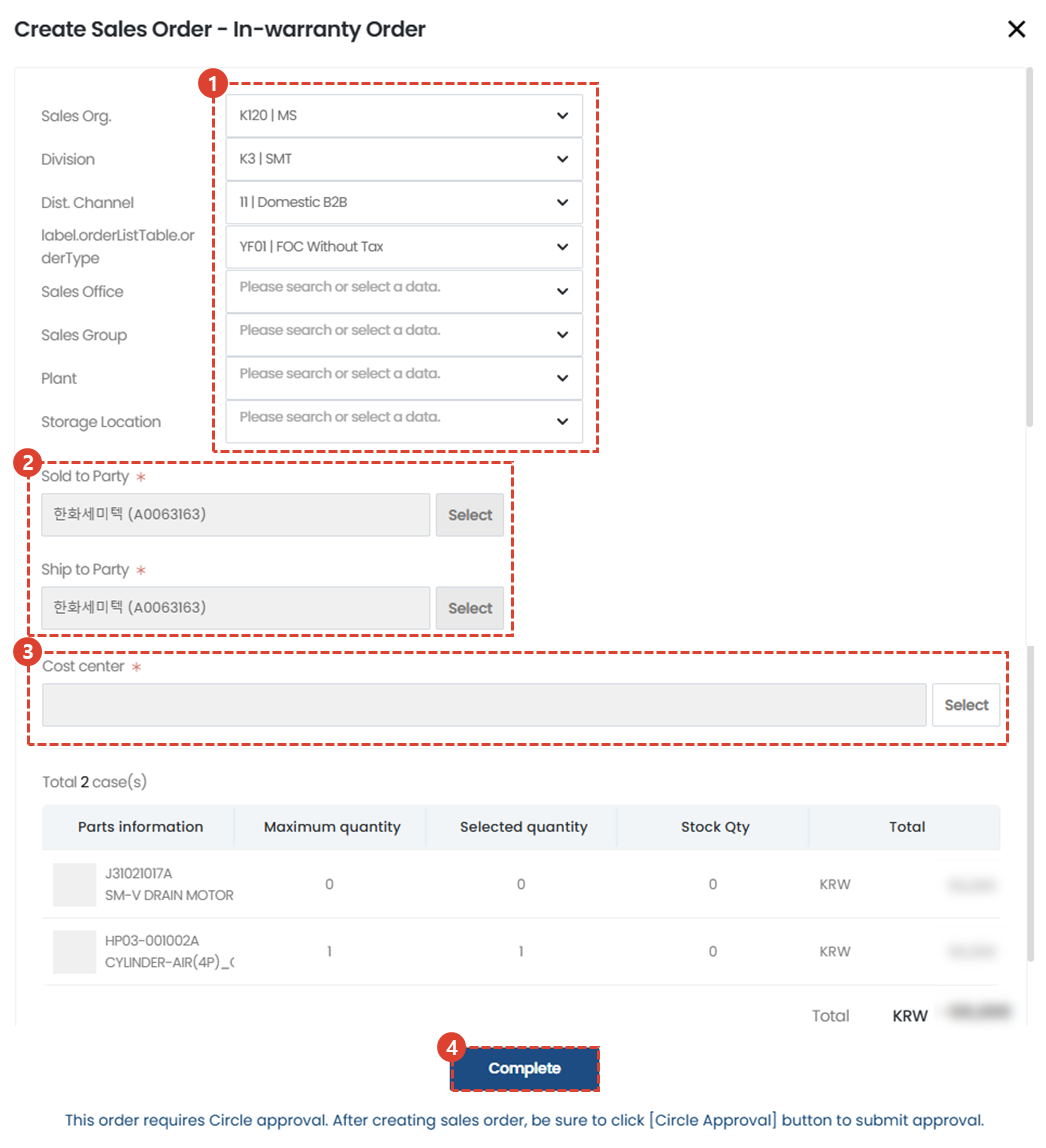 Create Sales Order - In-warranty Order
1
Sales Org.
K120 | MS
Division
K3 | SMT
Dist. Channel
11 | Domestic B2B
label.orderListTable.or
derType
YF01 | FOC Without Tax
Sales Office
Please search or select a data.
Sales Group
Please search or select a data.
Plant
Please search or select a data.
Storage Location
Please search or select a data.
2
Sold to Party *
한화세미텍 (A0063163)
Select
Ship to Party *
한화세미텍 (A0063163)
Select
3
Cost center *
Select
Total 2 case(s)
Parts information Maximum quantity Selected quantity Stock Qty Total
J31021017A
SM-V DRAIN MOTOR
0 0 0 KRW
HP03-001002A
CYLINDER-AIR(4P)_
1 1 0 KRW
Total KRW
4
Complete
This order requires Circle approval. After creating sales order, be sure to click [Circle Approval] button to submit approval.